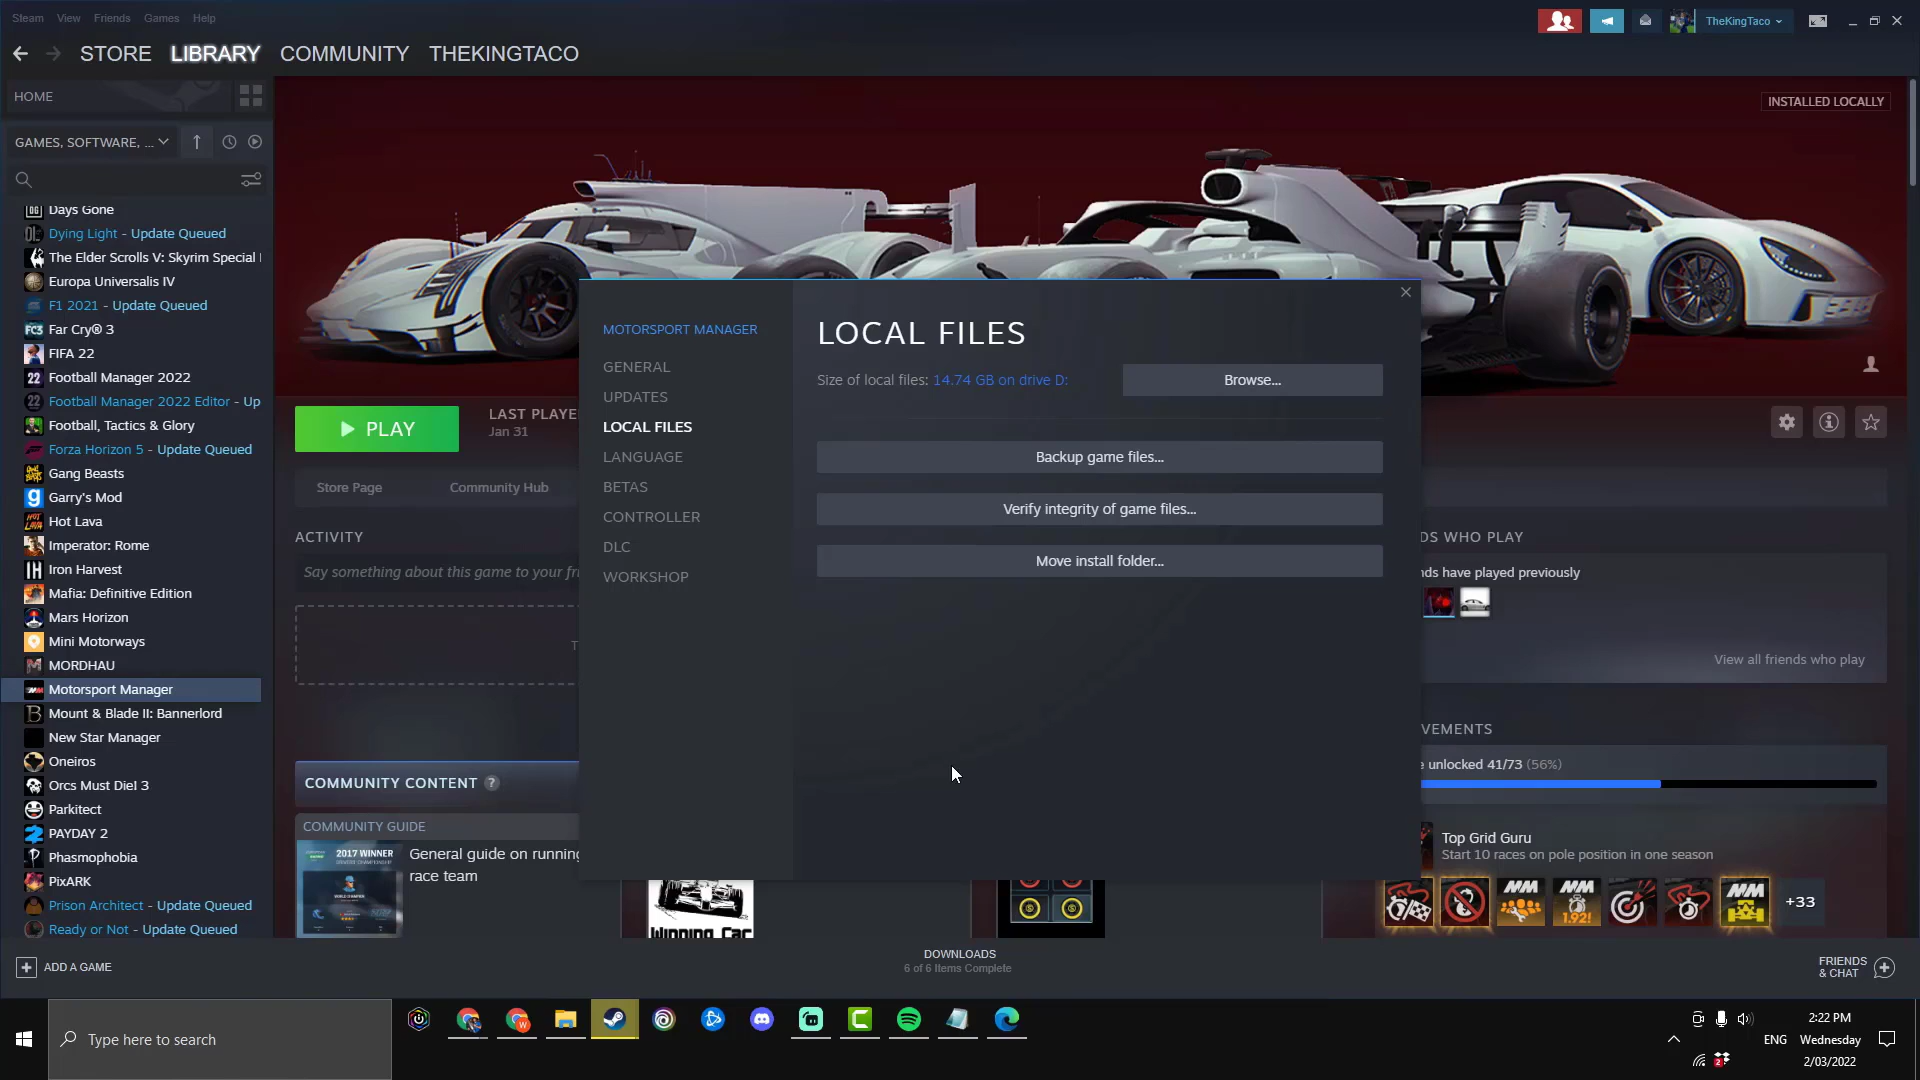 Steam View Friends Games Help
TheKingTaco
STORE LIBRARY COMMUNITY THEKINGTACO
HOME
INSTALLED LOCALLY
GAMES, SOFTWARE, ...
Days Gone
Dying Light - Update Queued
The Elder Scrolls V: Skyrim Special
Europa Universalis IV
F1 2021 - Update Queued
Far Cry® 3
FIFA 22
Football Manager 2022
Football Manager 2022 Editor - Up
Football, Tactics & Glory
Forza Horizon 5 - Update Queued
Gang Beasts
Garry's Mod
Hot Lava
Imperator: Rome
Iron Harvest
Mafia: Definitive Edition
Mars Horizon
Mini Motorways
MORDHAU
Motorsport Manager
Mount & Blade II: Bannerlord
New Star Manager
Oneiros
Orcs Must Die! 3
Parkitect
PAYDAY 2
Phasmophobia
PixARK
Prison Architect - Update Queued
Ready or Not - Update Queued
PLAY
LAST PLAYE
Jan 31
Store Page
Community Hub
ACTIVITY
Say something about this game to your fri
COMMUNITY CONTENT ?
COMMUNITY GUIDE
2017 WINNER
General guide on running
race team
WINNING CAR
MOTORSPORT MANAGER
GENERAL
UPDATES
LOCAL FILES
LANGUAGE
BETAS
CONTROLLER
DLC
WORKSHOP
LOCAL FILES
Size of local files: 14.74 GB on drive D:
Browse...
Backup game files...
Verify integrity of game files...
Move install folder...
DS WHO PLAY
nds have played previously
View all friends who play
VEMENTS
e unlocked 41/73 (56%)
Top Grid Guru
Start 10 races on pole position in one season
MM
MM
1.92!
MM
+33
ADD A GAME
DOWNLOADS
6 of 6 Items Complete
FRIENDS
& CHAT
Type here to search
ENG
2:22 PM
Wednesday
2/03/2022